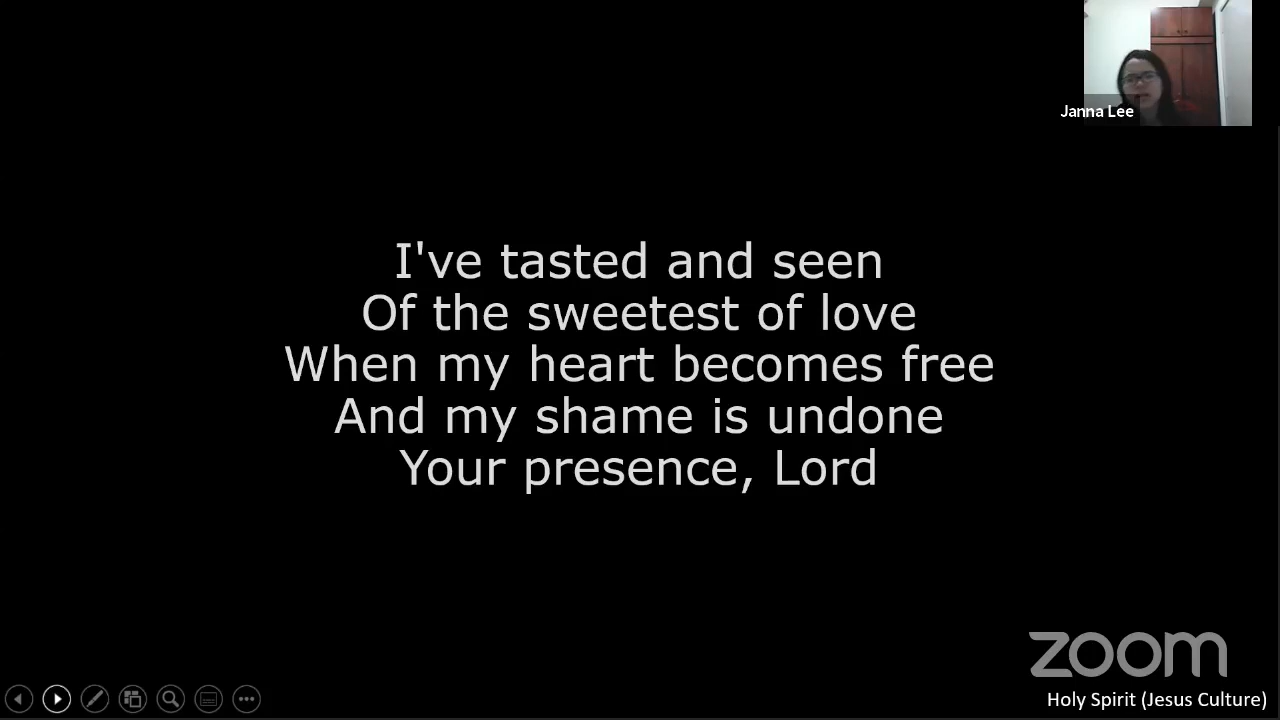 Janna Lee
I've tasted and seen
Of the sweetest of love
When my heart becomes free
And my shame is undone
Your presence, Lord
zoom
Holy Spirit (Jesus Culture)